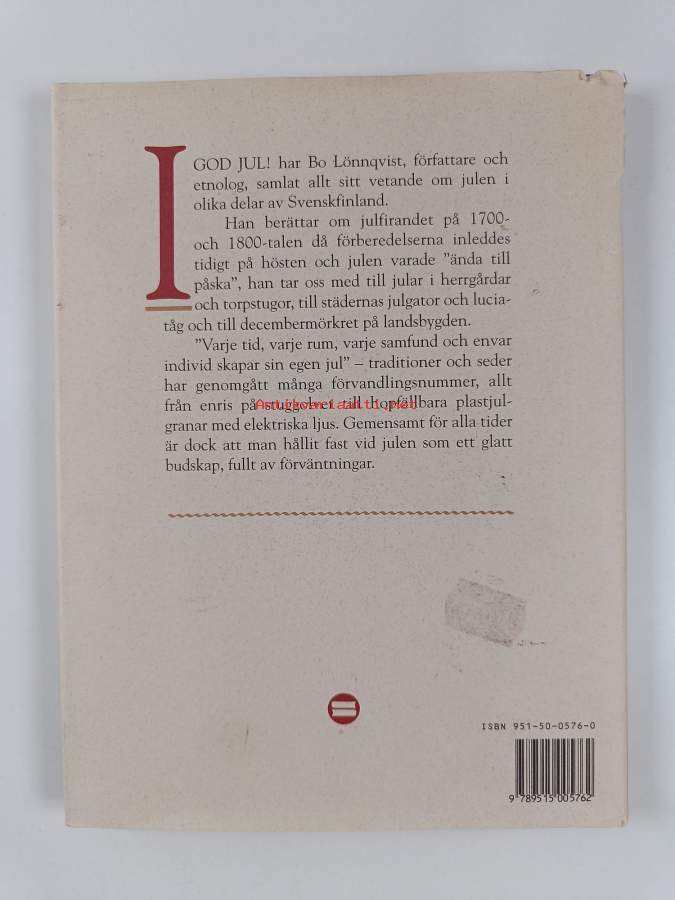 I GOD JUL! har Bo Lönnqvist, författare och
etnolog, samlat allt sitt vetande om julen i
olika delar av Svenskfinland.
Han berättar om julfirandet på 1700-
och 1800-talen då förberedelserna inleddes
tidigt på hösten och julen varade ”ända till
påska”, han tar oss med till jular i herrgårdar
och torpstugor, till städernas julgator och lucia-
tåg och till decembermörkret på landsbygden.
”Varje tid, varje rum, varje samfund och envar
individ skapar sin egen jul” – traditioner och seder
har genomgått många förvandlingsnummer, allt
från enris på stuggolvet till hopfällbara plastjul-
granar med elektriska ljus. Gemensamt för alla tider
är dock att man hållit fast vid julen som ett glatt
budskap, fullt av förväntningar.
ISBN 951-50-0576-0
9 789515 005762